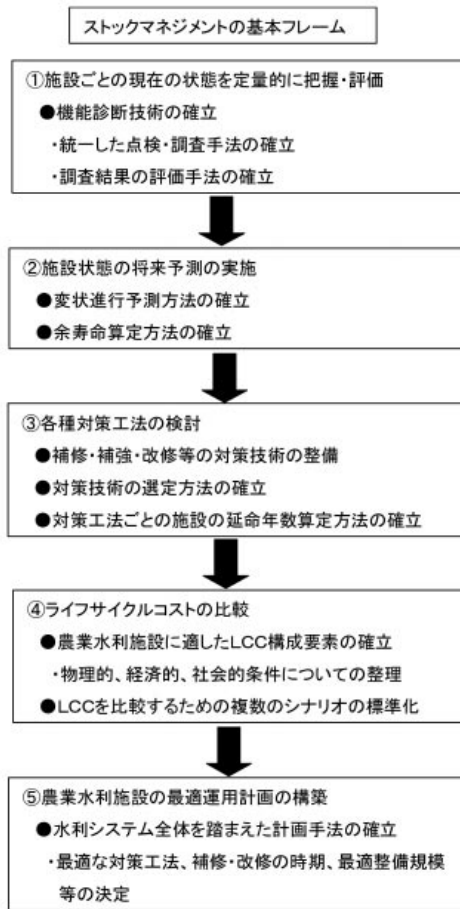 ストックマネジメントの基本フレーム
①施設ごとの現在の状態を定量的に把握・評価
●機能診断技術の確立
・統一した点検・調査手法の確立
・調査結果の評価手法の確立
②施設状態の将来予測の実施
●変状進行予測方法の確立
●余寿命算定方法の確立
③各種対策工法の検討
●補修・補強・改修等の対策技術の整備
●対策技術の選定方法の確立
●対策工法ごとの施設の延命年数算定方法の確立
④ライフサイクルコストの比較
●農業水利施設に適したLCC構成要素の確立
・物理的、経済的、社会的条件についての整理
●LCCを比較するための複数のシナリオの標準化
⑤農業水利施設の最適運用計画の構築
●水利システム全体を踏まえた計画手法の確立
・最適な対策工法、補修・改修の時期、最適整備規模
等の決定